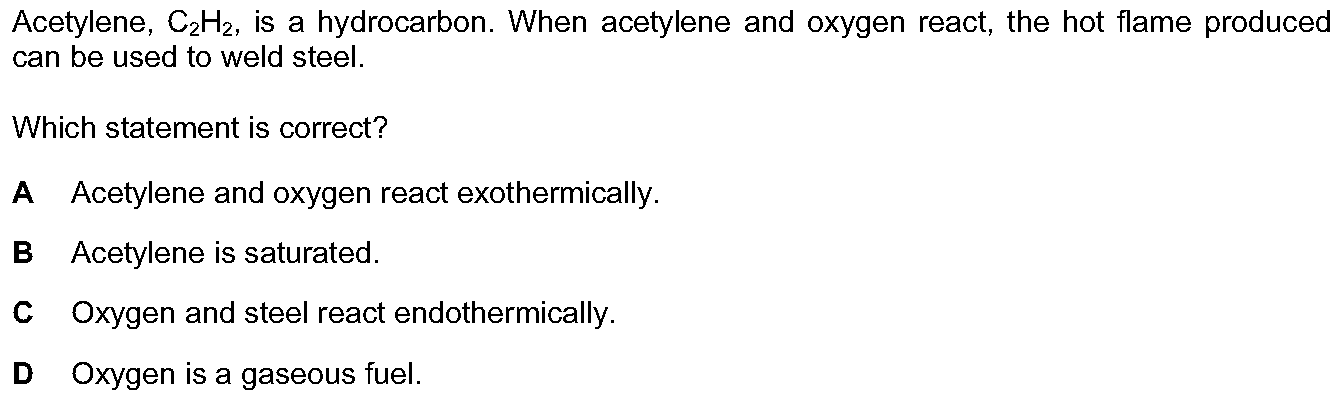 Acetylene, C₂H₂, is a hydrocarbon. When acetylene and oxygen react, the hot flame produced
can be used to weld steel.
Which statement is correct?
A Acetylene and oxygen react exothermically.
B Acetylene is saturated.
C Oxygen and steel react endothermically.
D Oxygen is a gaseous fuel.